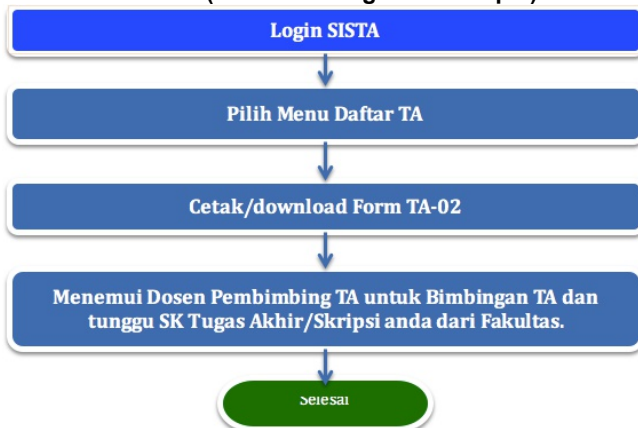 Login SISTA
Pilih Menu Daftar TA
Cetak/download Form TA-02
Menemui Dosen Pembimbing TA untuk Bimbingan TA dan
tunggu SK Tugas Akhir/Skripsi anda dari Fakultas.
Selesai